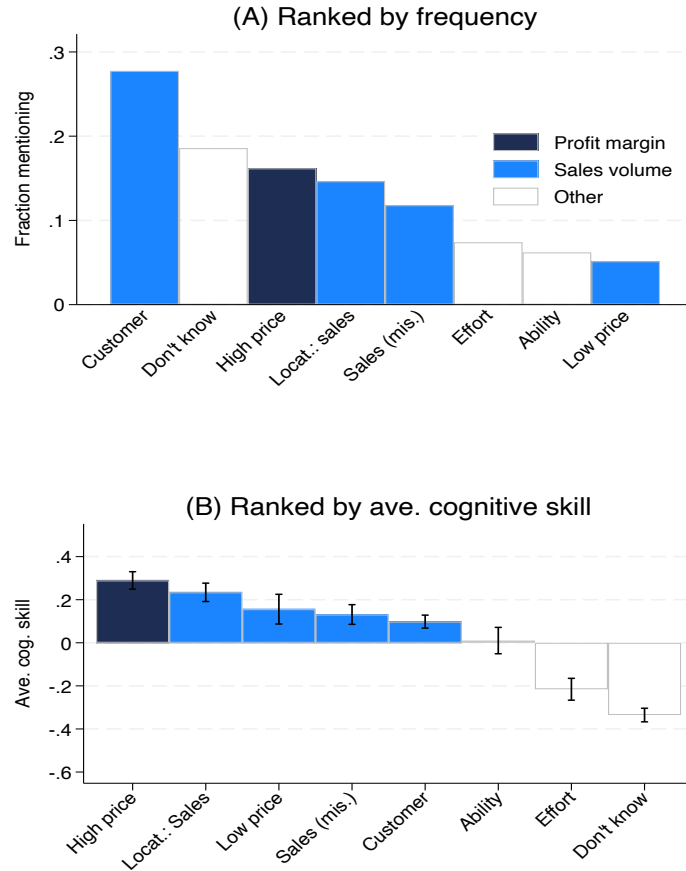 (A) Ranked by frequency
Fraction mentioning
.3
.2
.1
0
Profit margin
Sales volume
Other
Customer
Don't know
High price
Locat.: sales
Sales (mis.)
Effort
Ability
Low price
(B) Ranked by ave. cognitive skill
Ave. cog. skill
.4
.2
0
-.2
-.4
-.6
High price
Locat.: Sales
Low price
Sales (mis.)
Customer
Ability
Effort
Don't know